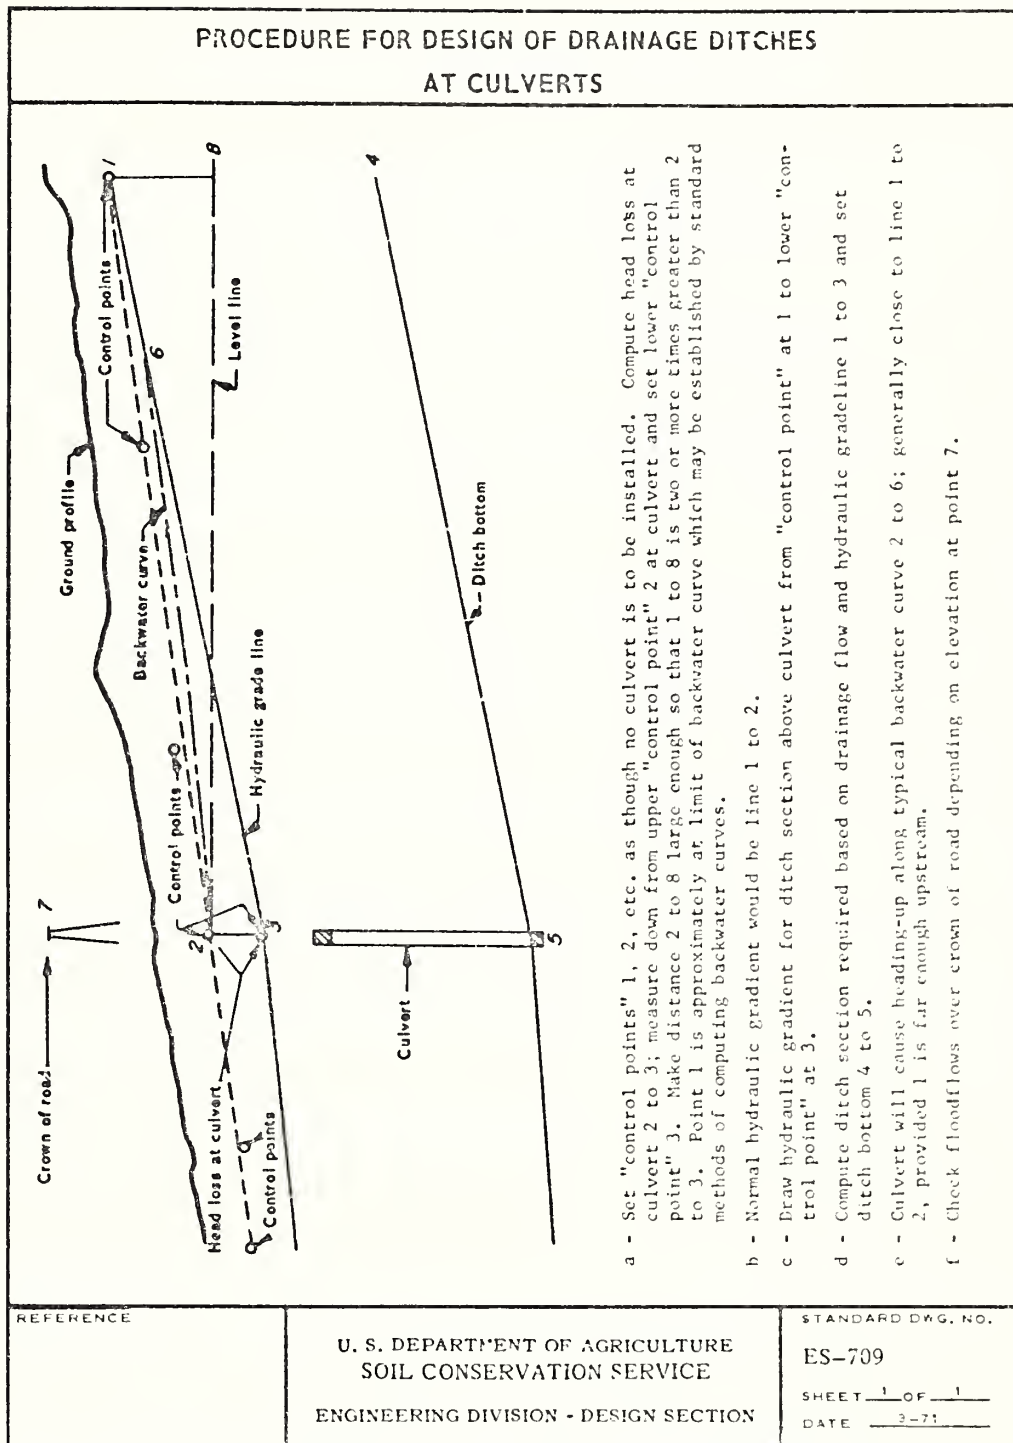 PROCEDURE FOR DESIGN OF DRAINAGE DITCHES
AT CULVERTS
Crown of road
7
Ground profile
Control points
1
6
8
Backwater curve
Level line
Control points
2
3
Hydraulic grade line
Head loss at culvert
Control points
4
Ditch bottom
Culvert
5
a - Set "control points" 1, 2, etc. as though no culvert is to be installed. Compute head loss at
culvert 2 to 3; measure down from upper "control point" 2 at culvert and set lower "control
point" 3. Make distance 2 to 8 large enough so that 1 to 8 is two or more times greater than 2
to 3. Point 1 is approximately at limit of backwater curve which may be established by standard
methods of computing backwater curves.
b - Normal hydraulic gradient would be line 1 to 2.
c - Draw hydraulic gradient for ditch section above culvert from "control point" at 1 to lower "con-
trol point" at 3.
d - Compute ditch section required based on drainage flow and hydraulic gradeline 1 to 3 and set
ditch bottom 4 to 5.
e - Culvert will cause heading-up along typical backwater curve 2 to 6; generally close to line 1 to
2, provided 1 is far enough upstream.
f - Check floodflows over crown of road depending on elevation at point 7.
REFERENCE
U. S. DEPARTMENT OF AGRICULTURE
SOIL CONSERVATION SERVICE
ENGINEERING DIVISION - DESIGN SECTION
STANDARD DWG. NO.
ES-709
SHEET 1 OF 1
DATE 3-71